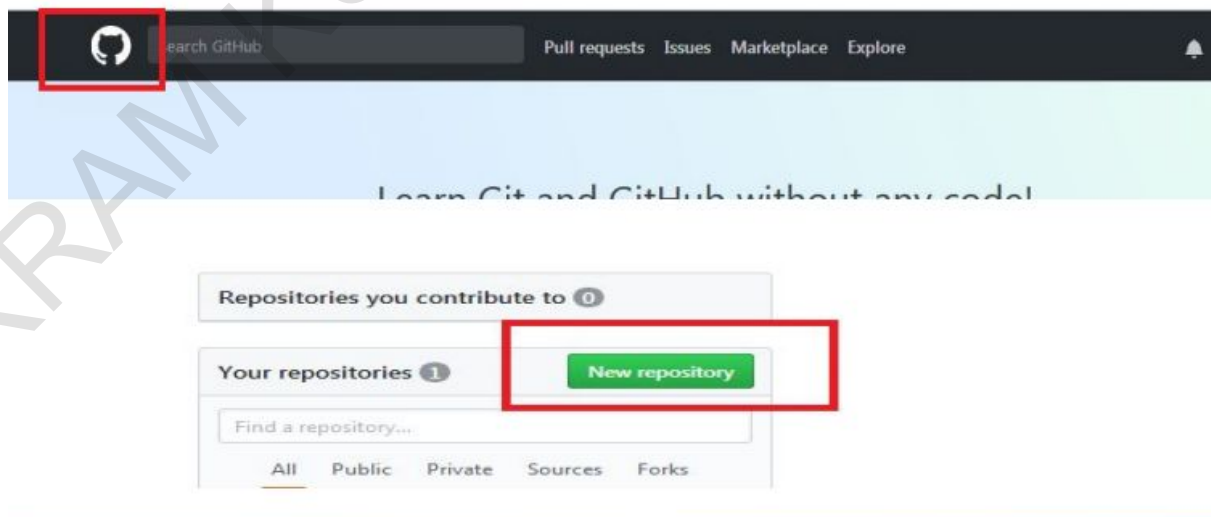 Search GitHub Pull requests Issues Marketplace Explore
Learn Git and GitHub without any code!
Repositories you contribute to 0
Your repositories 1 New repository
Find a repository...
All Public Private Sources Forks